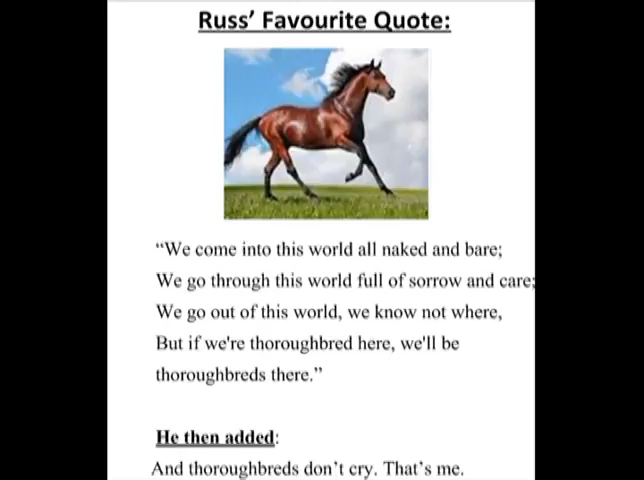 Russ’ Favourite Quote:
“We come into this world all naked and bare;
We go through this world full of sorrow and care;
We go out of this world, we know not where,
But if we're thoroughbred here, we'll be
thoroughbreds there.”
He then added:
And thoroughbreds don’t cry. That’s me.